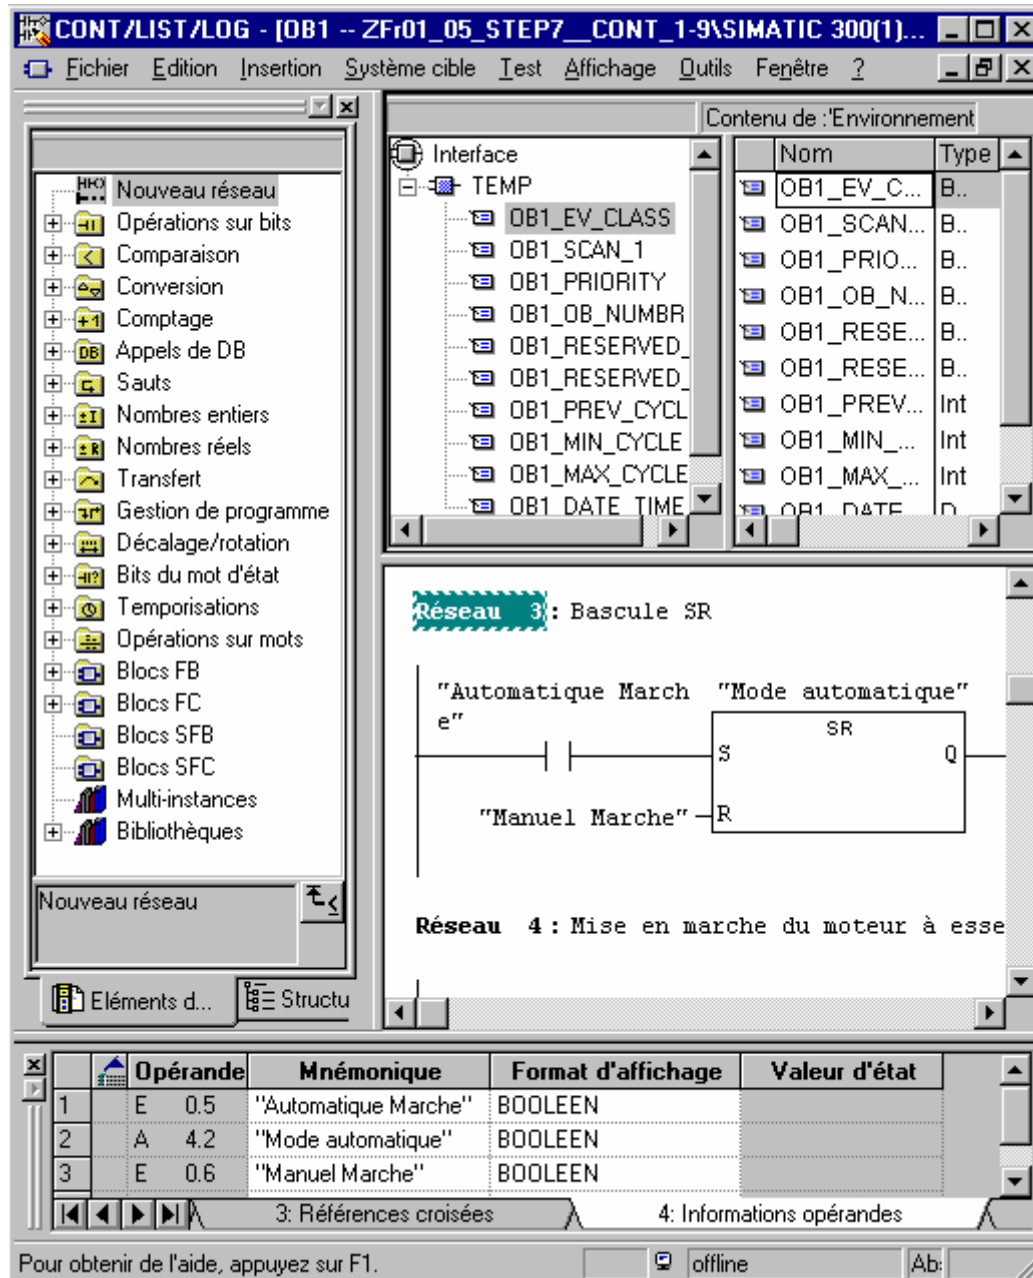 CONT/LIST/LOG - [OB1 -- ZFr01_05_STEP7__CONT_1-9\SIMATIC 300(1)...
Fichier Edition Insertion Système cible Test Affichage Outils Fenêtre ?
Nouveau réseau
Opérations sur bits
Comparaison
Conversion
Comptage
Appels de DB
Sauts
Nombres entiers
Nombres réels
Transfert
Gestion de programme
Décalage/rotation
Bits du mot d'état
Temporisations
Opérations sur mots
Blocs FB
Blocs FC
Blocs SFB
Blocs SFC
Multi-instances
Bibliothèques
Nouveau réseau
Eléments d... Structu
Contenu de :'Environnement
Interface
TEMP
OB1_EV_CLASS
OB1_SCAN_1
OB1_PRIORITY
OB1_OB_NUMBR
OB1_RESERVED_
OB1_RESERVED_
OB1_PREV_CYCL
OB1_MIN_CYCLE
OB1_MAX_CYCLE
OB1_DATE_TIME
Nom Type
OB1_EV_C... B..
OB1_SCAN... B..
OB1_PRIO... B..
OB1_OB_N... B..
OB1_RESE... B..
OB1_RESE... B..
OB1_PREV... Int
OB1_MIN_... Int
OB1_MAX_... Int
OB1_DATE D
Réseau 3 : Bascule SR
"Automatique March "Mode automatique"
e" SR
S Q
"Manuel Marche" R
Réseau 4 : Mise en marche du moteur à esse
Opérande Mnémonique Format d'affichage Valeur d'état
1 E 0.5 "Automatique Marche" BOOLEEN
2 A 4.2 "Mode automatique" BOOLEEN
3 E 0.6 "Manuel Marche" BOOLEEN
3: Références croisées 4: Informations opérandes
Pour obtenir de l'aide, appuyez sur F1. offline Ab: